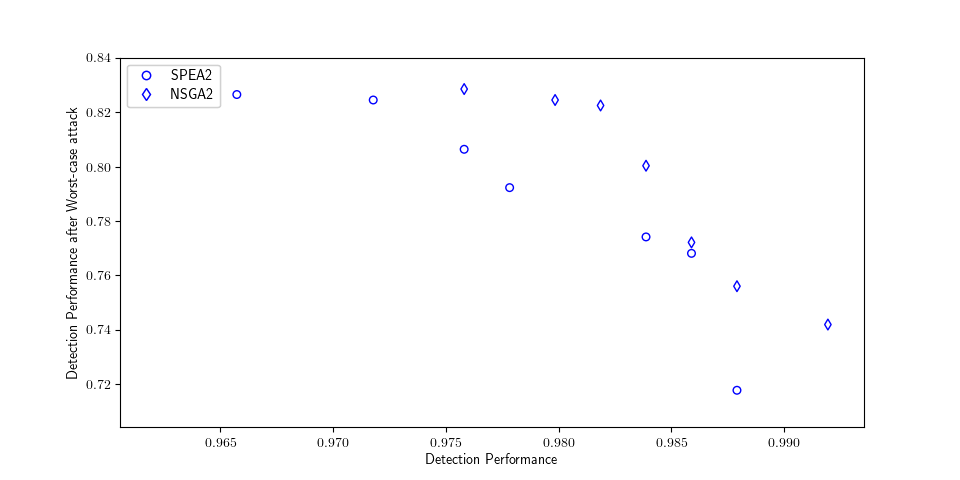 0.84
0.82
0.80
0.78
0.76
0.74
0.72
Detection Performance after Worst-case attack
SPEA2
NSGA2
0.965 0.970 0.975 0.980 0.985 0.990
Detection Performance